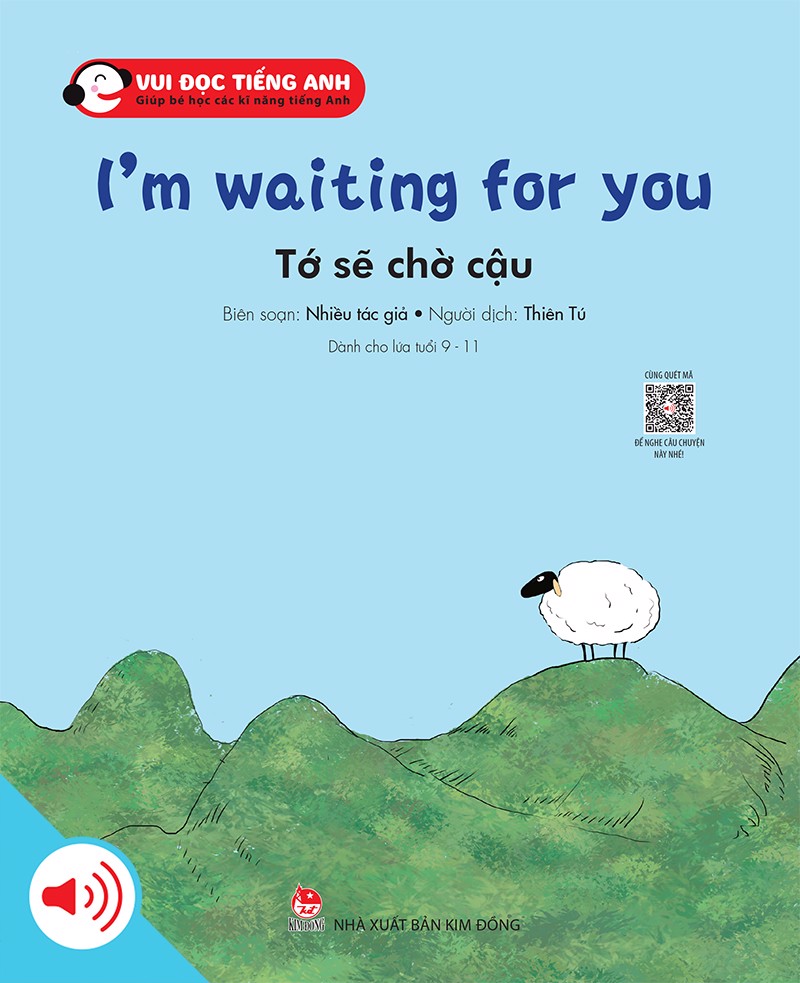 VUI ĐỌC TIẾNG ANH
Giúp bé học các kĩ năng tiếng Anh
I'm waiting for you
Tớ sẽ chờ cậu
Biên soạn: Nhiều tác giả • Người dịch: Thiên Tú
Dành cho lứa tuổi 9 - 11
CÙNG QUÉT MÃ
ĐỂ NGHE CÂU CHUYỆN
NÀY NHÉ!
KIM ĐỒNG
NHÀ XUẤT BẢN KIM ĐỒNG